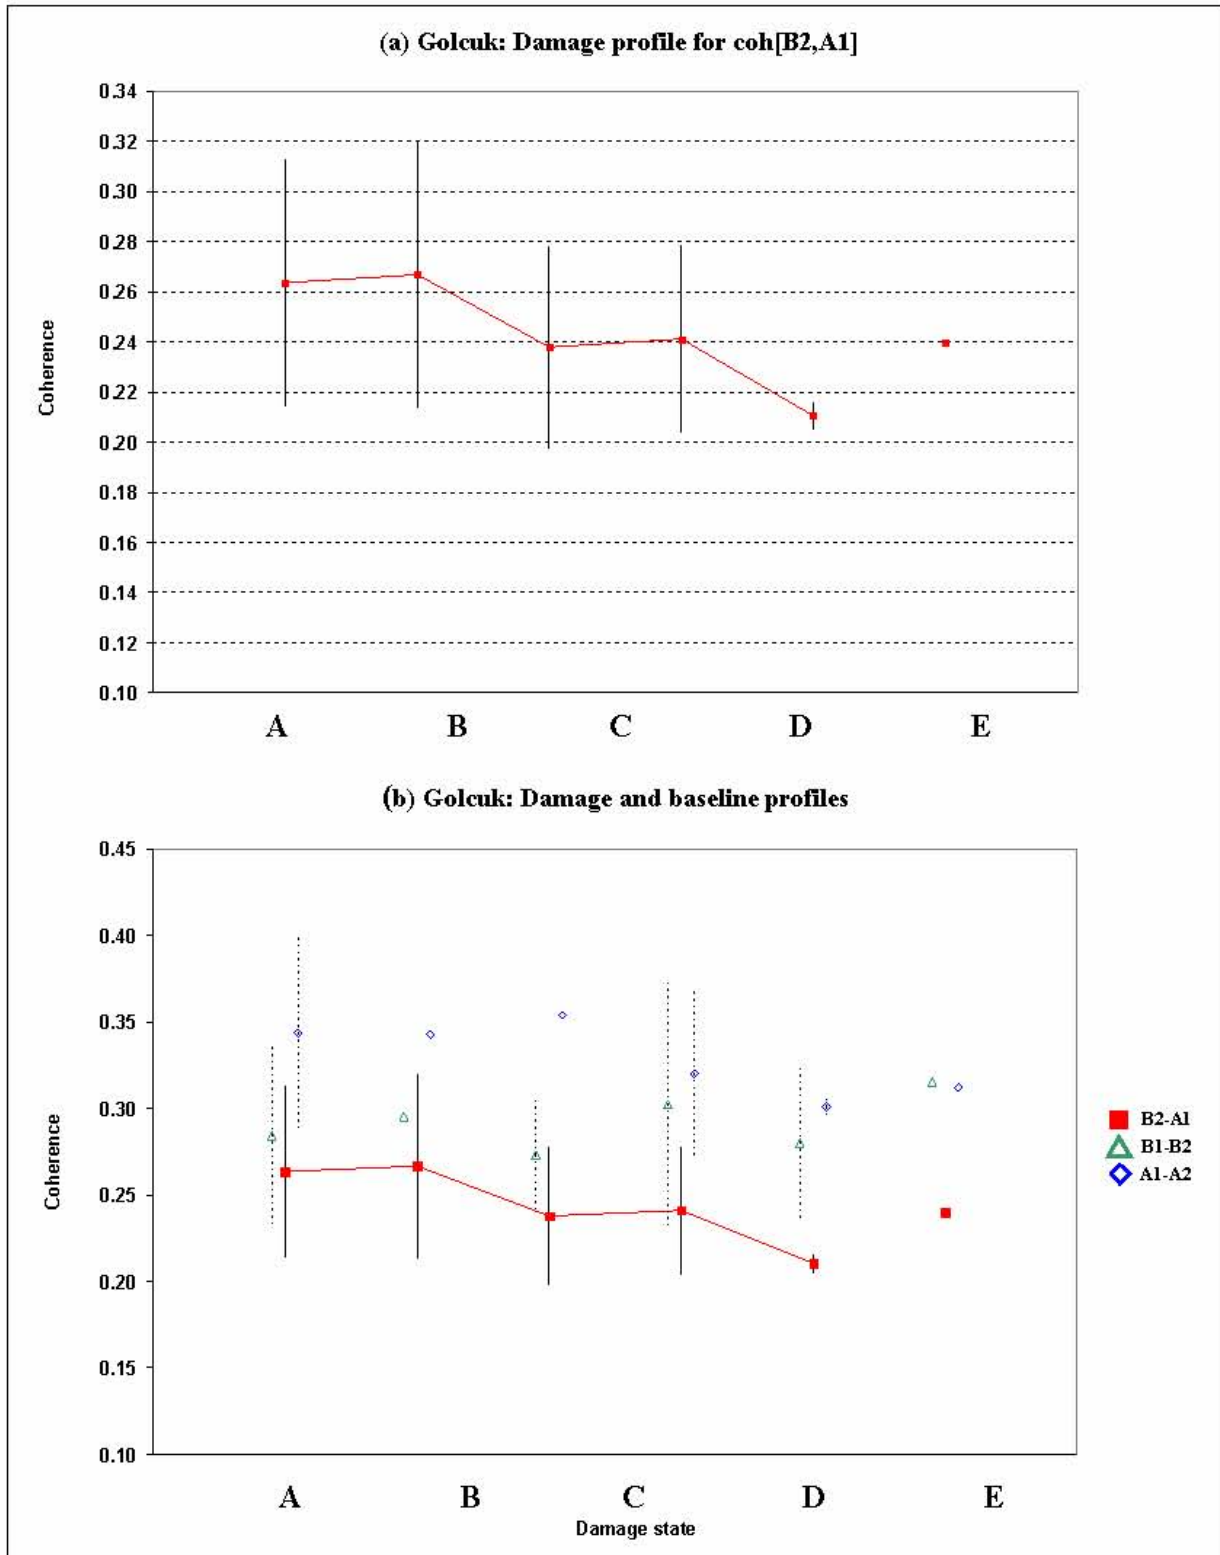 (a) Golcuk: Damage profile for coh[B2,A1]
0.34
0.32
0.30
0.28
0.26
0.24
0.22
0.20
0.18
0.16
0.14
0.12
0.10
Coherence
A B C D E
(b) Golcuk: Damage and baseline profiles
0.45
0.40
0.35
0.30
0.25
0.20
0.15
0.10
Coherence
B2-A1
B1-B2
A1-A2
A B C D E
Damage state